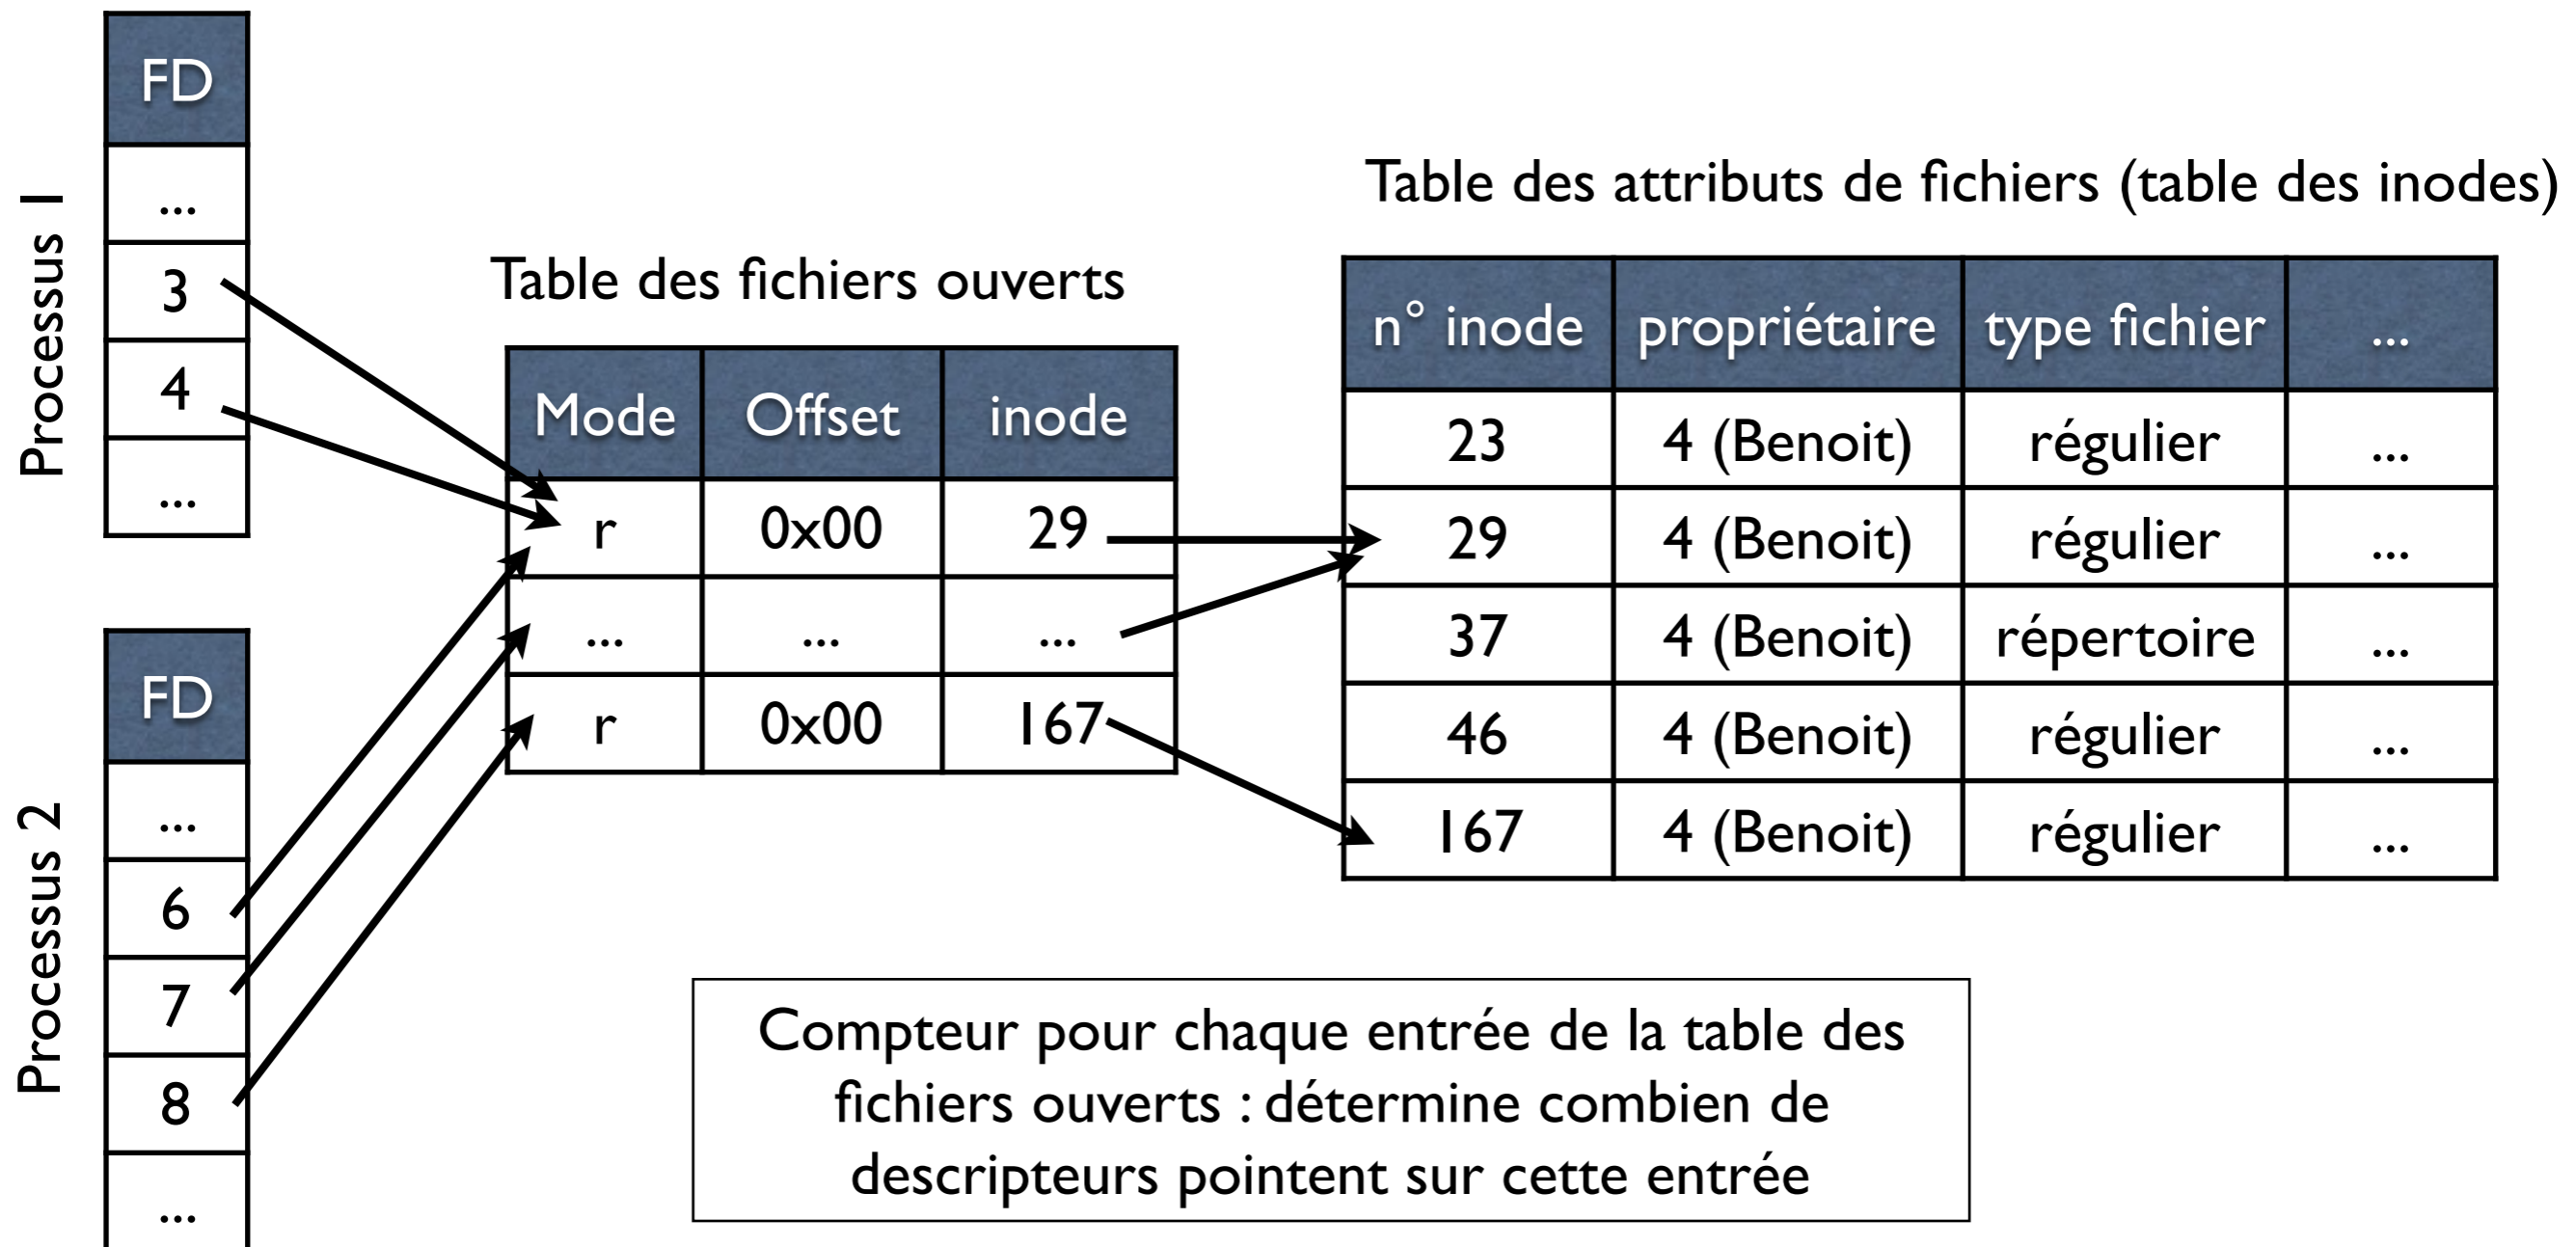 Processus 1
FD
...
3
4
...
Processus 2
FD
...
6
7
8
...
Table des fichiers ouverts
Mode Offset inode
r 0x00 29
... ... ...
r 0x00 167
Table des attributs de fichiers (table des inodes)
n° inode propriétaire type fichier ...
23 4 (Benoit) régulier ...
29 4 (Benoit) régulier ...
37 4 (Benoit) répertoire ...
46 4 (Benoit) régulier ...
167 4 (Benoit) régulier ...
Compteur pour chaque entrée de la table des
fichiers ouverts : détermine combien de
descripteurs pointent sur cette entrée